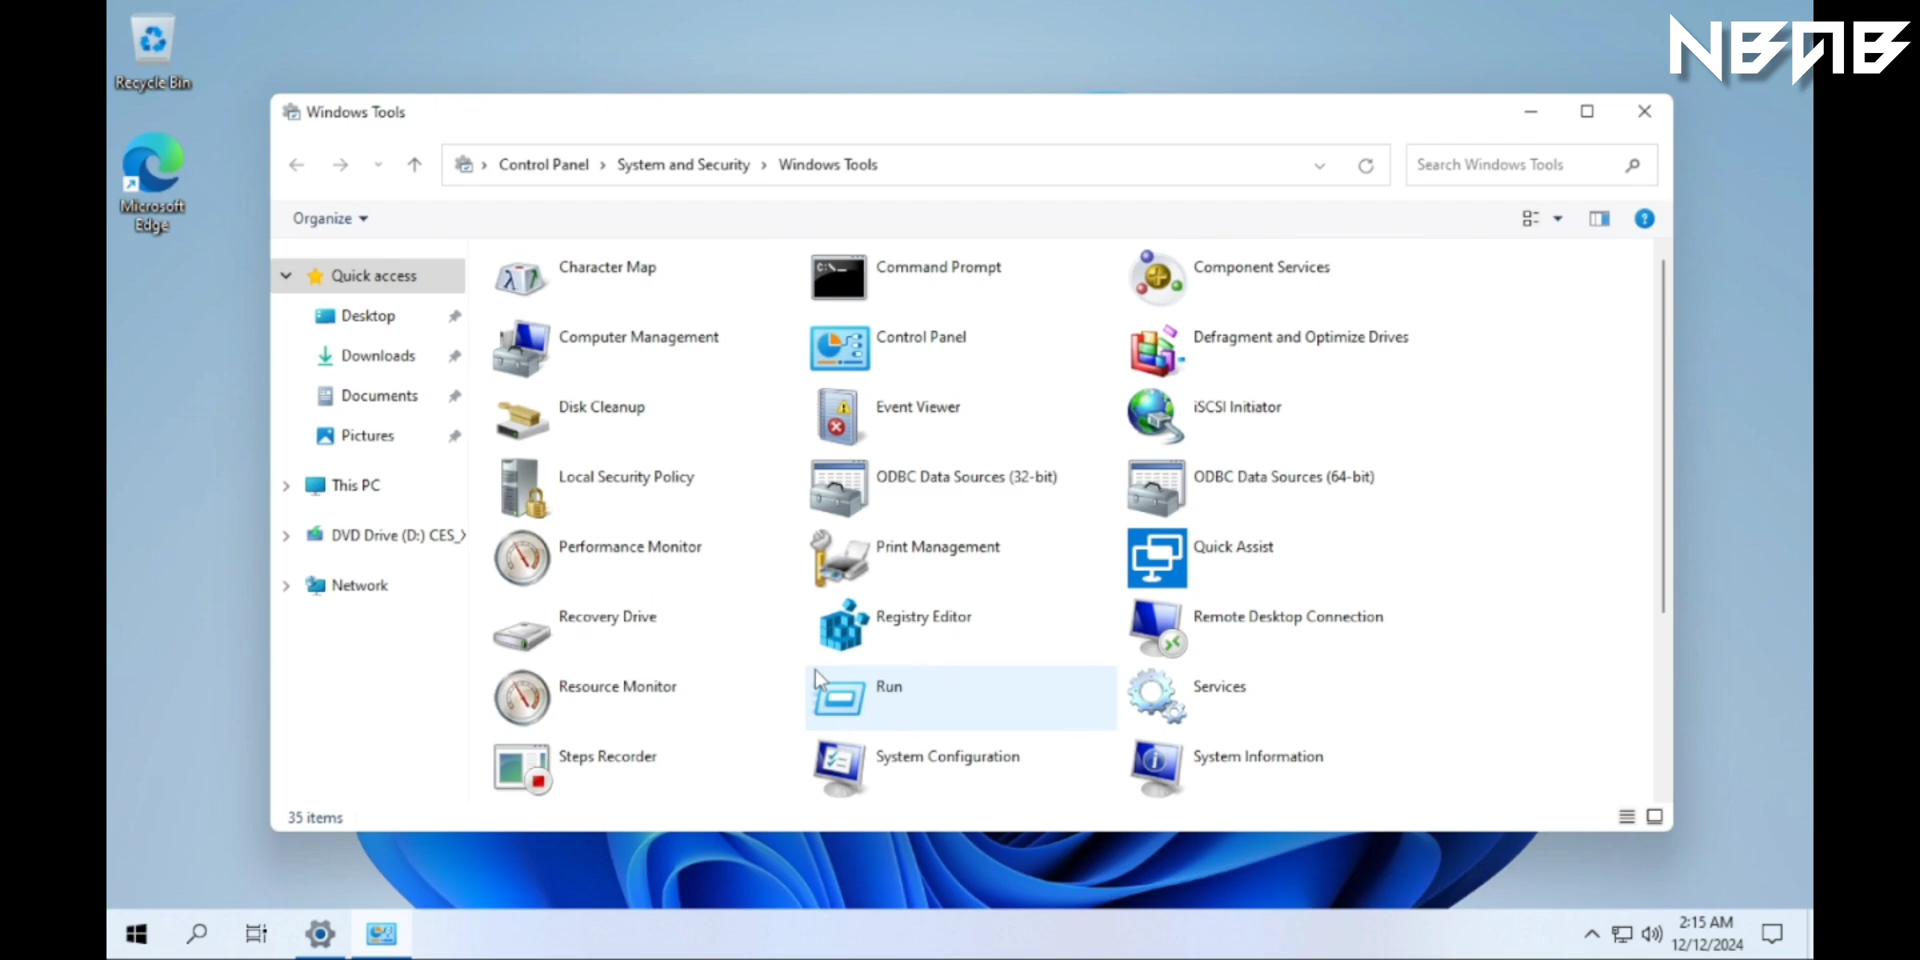 NBAB
Recycle Bin
Microsoft
Edge
Windows Tools
Control Panel
System and Security
Windows Tools
Search Windows Tools
Organize
?
Quick access
Desktop
Downloads
Documents
Pictures
This PC
DVD Drive (D:) CES_X
Network
Character Map
C:\_
Command Prompt
Component Services
Computer Management
Control Panel
Defragment and Optimize Drives
Disk Cleanup
Event Viewer
iSCSI Initiator
Local Security Policy
ODBC Data Sources (32-bit)
ODBC Data Sources (64-bit)
Performance Monitor
Print Management
Quick Assist
Recovery Drive
Registry Editor
Remote Desktop Connection
Resource Monitor
Run
Services
Steps Recorder
System Configuration
System Information
35 items
2:15 AM
12/12/2024